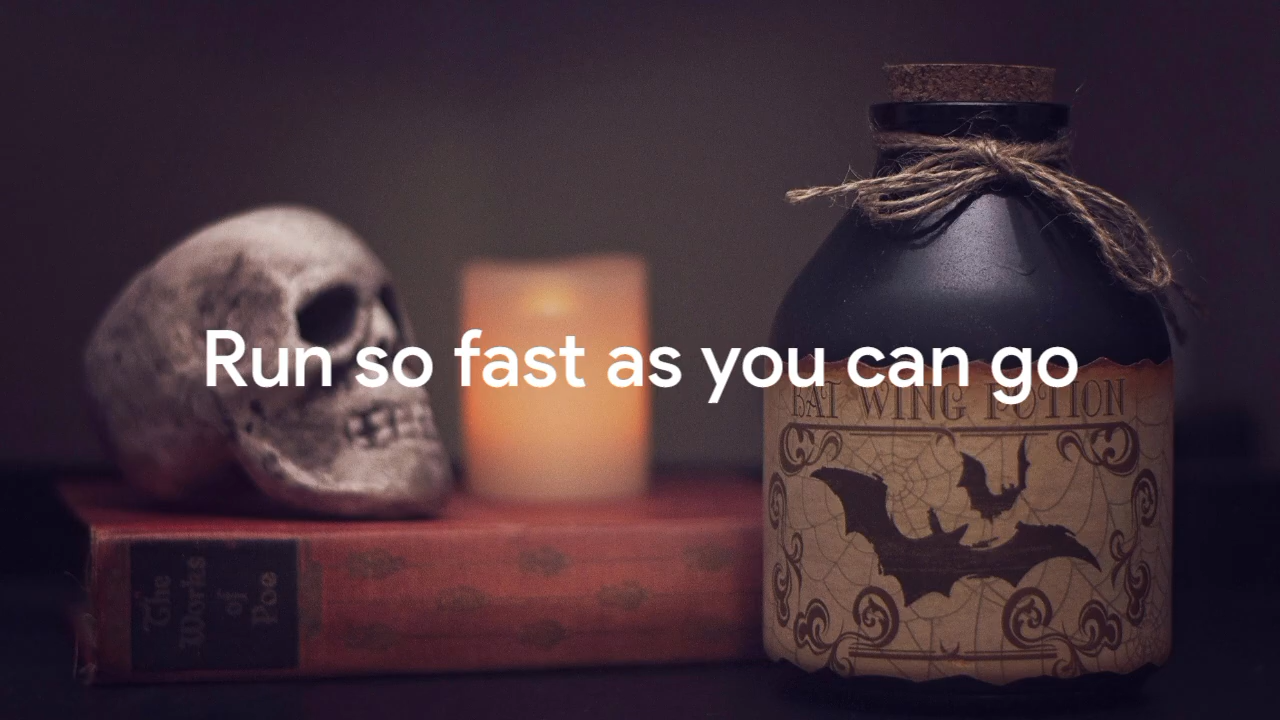 Run so fast as you can go
BAT WING POTION
The
Works
of
Poe